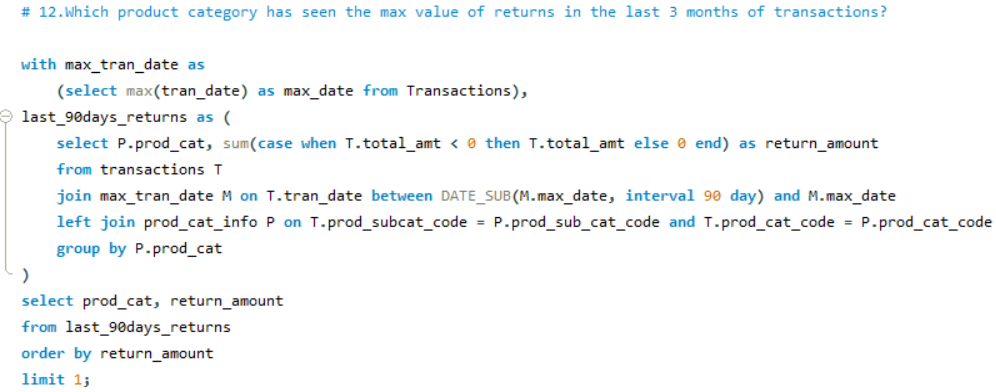 # 12.Which product category has seen the max value of returns in the last 3 months of transactions?
with max_tran_date as
(select max(tran_date) as max_date from Transactions),
last_90days_returns as (
select P.prod_cat, sum(case when T.total_amt < 0 then T.total_amt else 0 end) as return_amount
from transactions T
join max_tran_date M on T.tran_date between DATE_SUB(M.max_date, interval 90 day) and M.max_date
left join prod_cat_info P on T.prod_subcat_code = P.prod_sub_cat_code and T.prod_cat_code = P.prod_cat_code
group by P.prod_cat
)
select prod_cat, return_amount
from last_90days_returns
order by return_amount
limit 1;